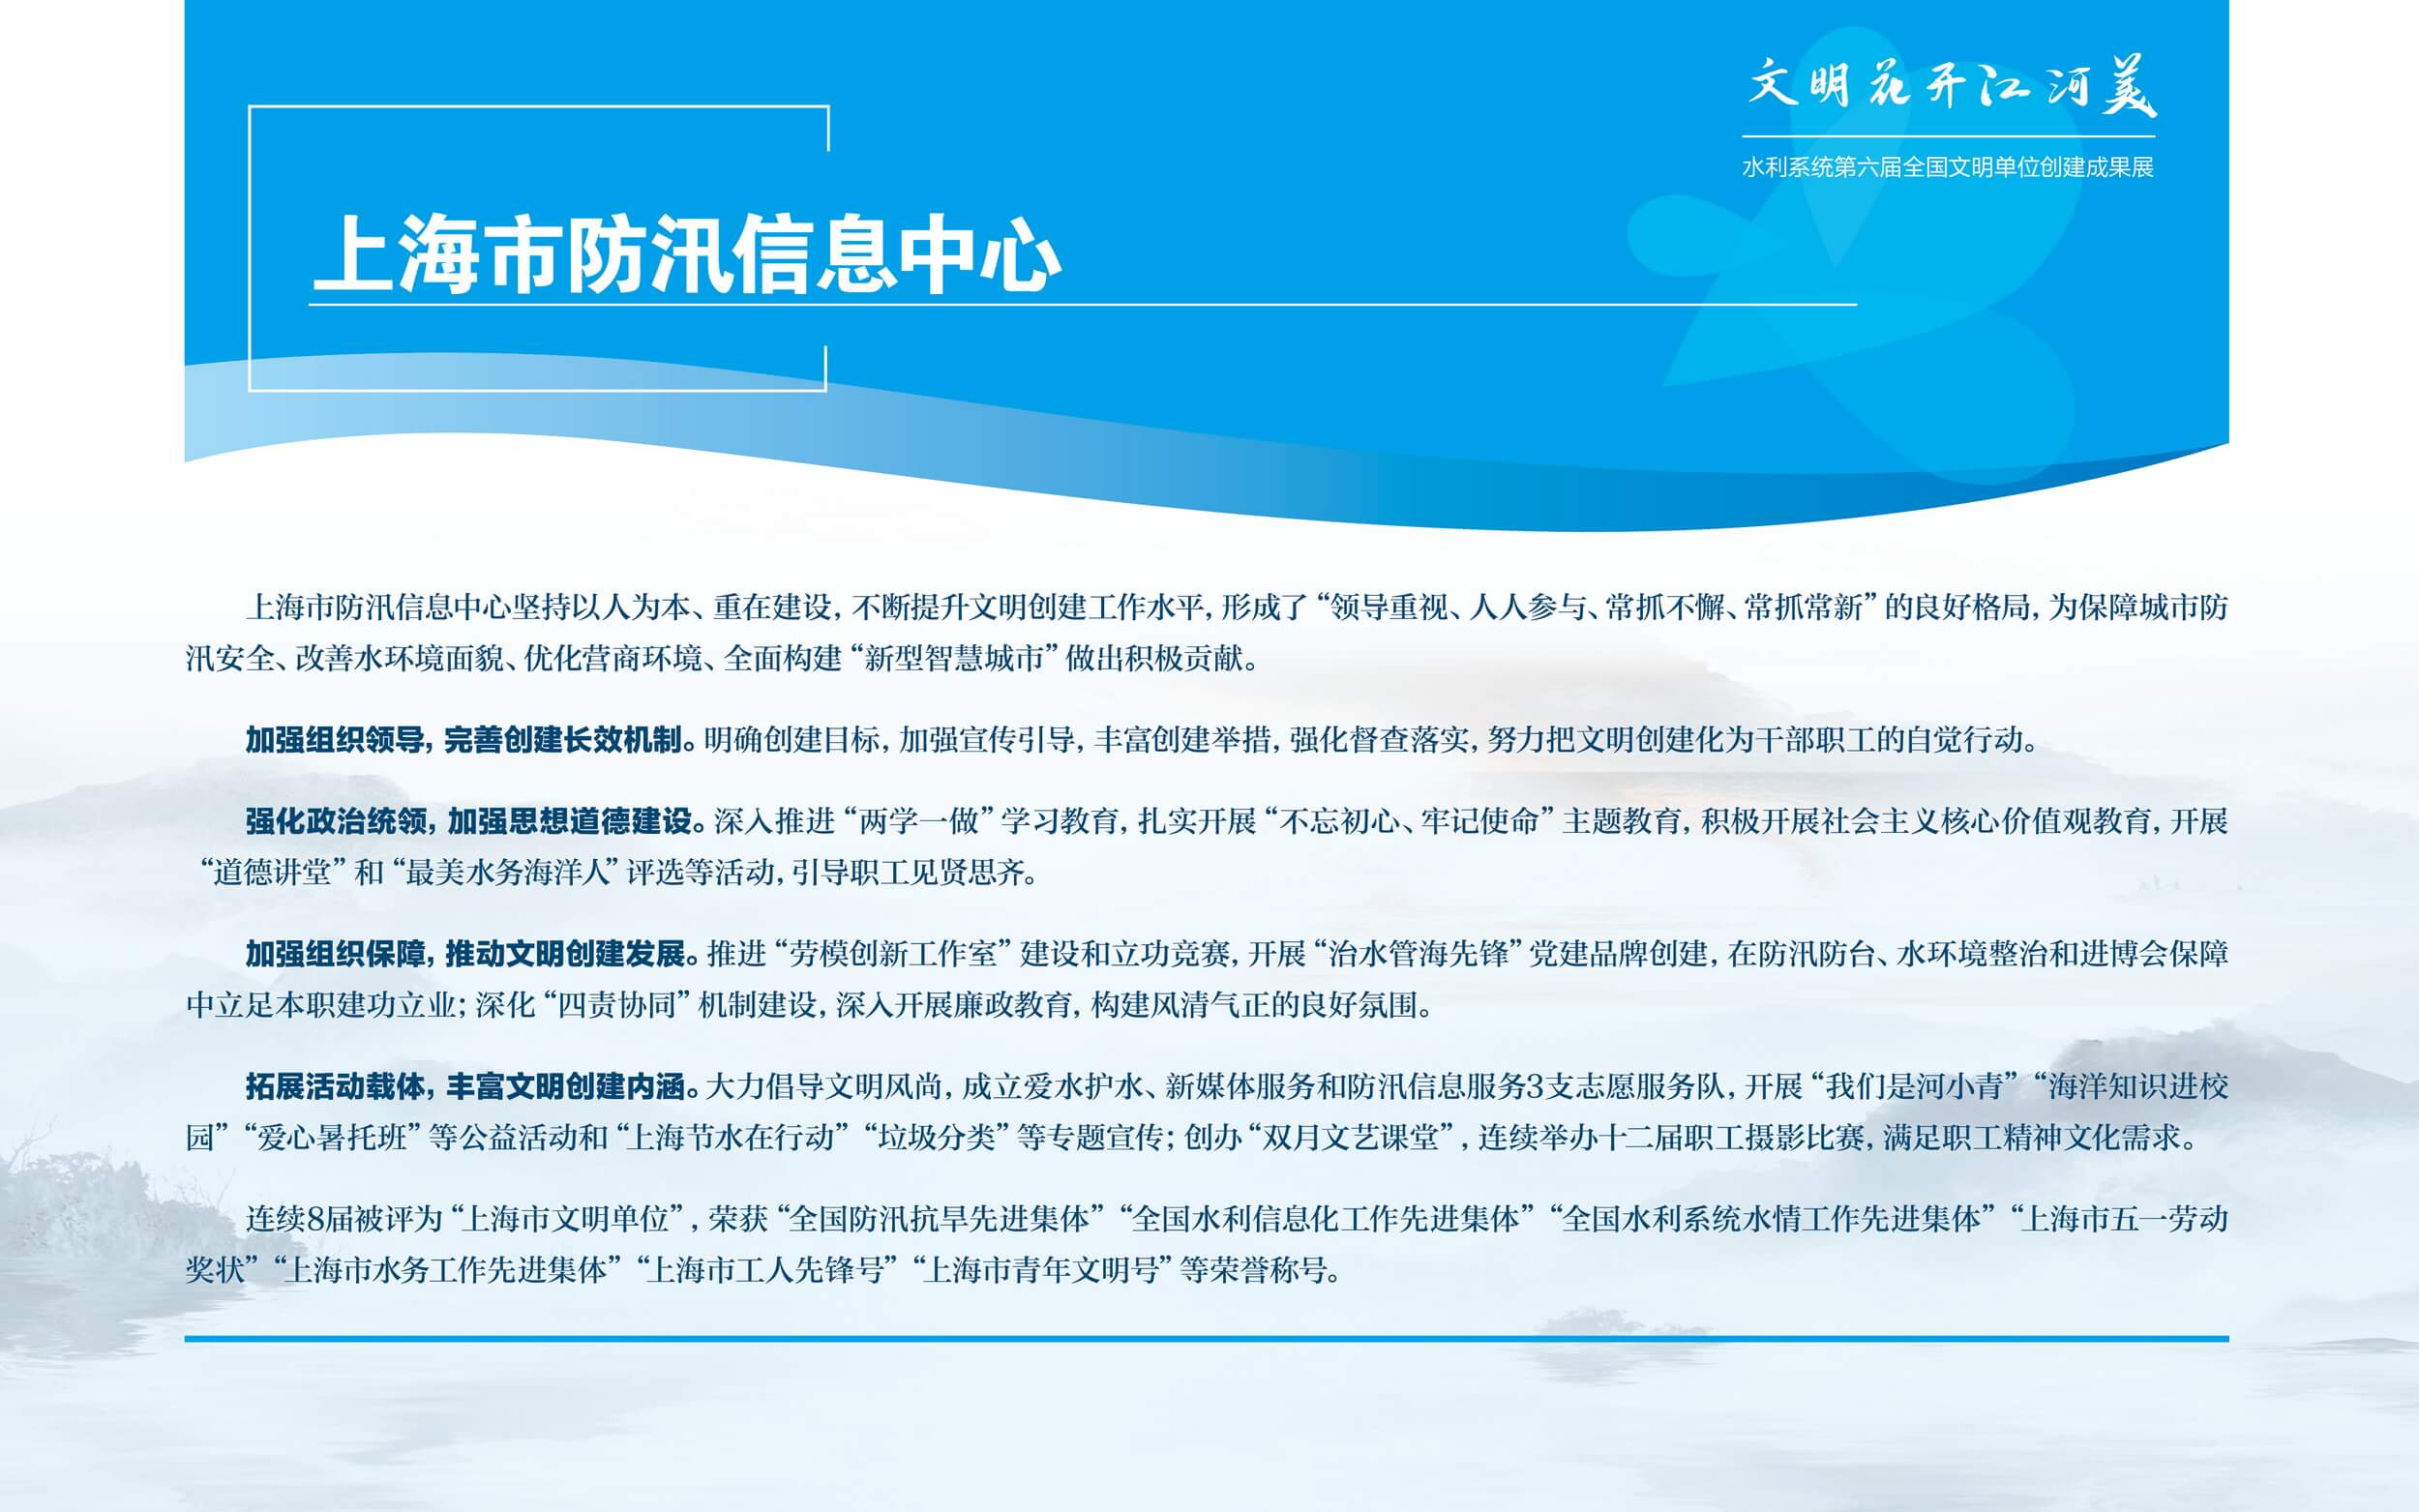 文明花开江河美
水利系统第六届全国文明单位创建成果展
上海市防汛信息中心
上海市防汛信息中心坚持以人为本、重在建设，不断提升文明创建工作水平，形成了“领导重视、人人参与、常抓不懈、常抓常新”的良好格局，为保障城市防
汛安全、改善水环境面貌、优化营商环境、全面构建“新型智慧城市”做出积极贡献。
加强组织领导，完善创建长效机制。明确创建目标，加强宣传引导，丰富创建举措，强化督查落实，努力把文明创建化为干部职工的自觉行动。
强化政治统领，加强思想道德建设。深入推进“两学一做”学习教育，扎实开展“不忘初心、牢记使命”主题教育，积极开展社会主义核心价值观教育，开展
“道德讲堂”和“最美水务海洋人”评选等活动，引导职工见贤思齐。
加强组织保障，推动文明创建发展。推进“劳模创新工作室”建设和立功竞赛，开展“治水管海先锋”党建品牌创建，在防汛防台、水环境整治和进博会保障
中立足本职建功立业；深化“四责协同”机制建设，深入开展廉政教育，构建风清气正的良好氛围。
拓展活动载体，丰富文明创建内涵。大力倡导文明风尚，成立爱水护水、新媒体服务和防汛信息服务3支志愿服务队，开展“我们是河小青”“海洋知识进校
园”“爱心暑托班”等公益活动和“上海节水在行动”“垃圾分类”等专题宣传；创办“双月文艺课堂”，连续举办十二届职工摄影比赛，满足职工精神文化需求。
连续8届被评为“上海市文明单位”，荣获“全国防汛抗旱先进集体”“全国水利信息化工作先进集体”“全国水利系统水情工作先进集体”“上海市五一劳动
奖状”“上海市水务工作先进集体”“上海市工人先锋号”“上海市青年文明号”等荣誉称号。